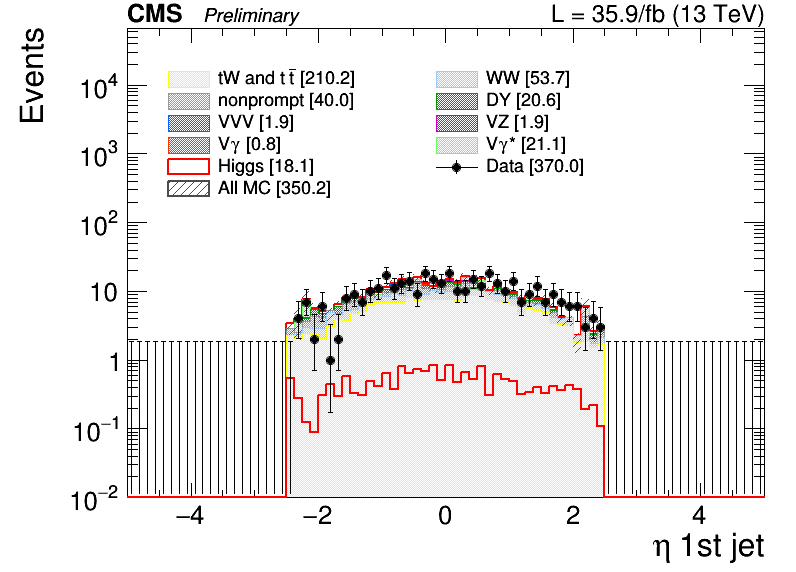 CMS Preliminary L = 35.9/fb (13 TeV)
Events
tW and tt̅ [210.2] WW [53.7]
nonprompt [40.0] DY [20.6]
VVV [1.9] VZ [1.9]
Vγ [0.8] Vγ* [21.1]
Higgs [18.1] Data [370.0]
All MC [350.2]
10⁴
10³
10²
10
1
10⁻¹
10⁻²
−4 −2 0 2 4
η 1st jet